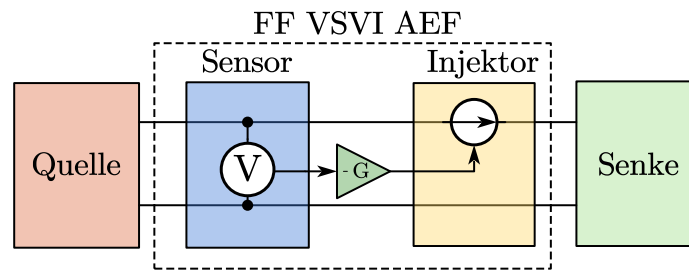 FF VSVI AEF
Sensor
Injektor
Quelle
V
-G
Senke